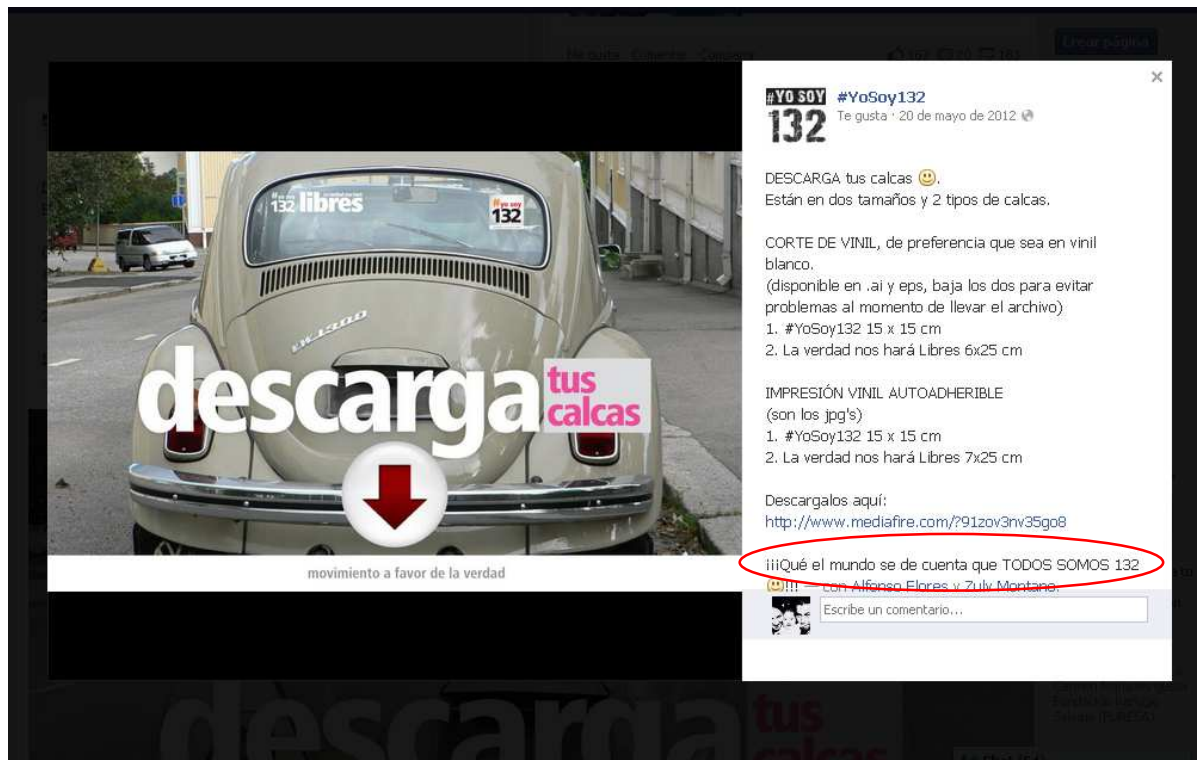 Me gusta Comentar Compartir
Crear página
#YO SOY
132
#YoSoy132
Te gusta · 20 de mayo de 2012
DESCARGA tus calcas 🙂.
Están en dos tamaños y 2 tipos de calcas.
CORTE DE VINIL, de preferencia que sea en vinil
blanco.
(disponible en .ai y eps, baja los dos para evitar
problemas al momento de llevar el archivo)
1. #YoSoy132 15 x 15 cm
2. La verdad nos hará Libres 6x25 cm
IMPRESIÓN VINIL AUTOADHERIBLE
(son los jpg's)
1. #YoSoy132 15 x 15 cm
2. La verdad nos hará Libres 7x25 cm
Descargalos aquí:
http://www.mediafire.com/?91zov3nv35go8
¡¡¡Qué el mundo se de cuenta que TODOS SOMOS 132
🙂!!! — con Alfonso Flores y Zuly Montano.
Escribe un comentario...
132 libres
#yo soy
132
descarga tus
calcas
movimiento a favor de la verdad
descarga tus
calcas